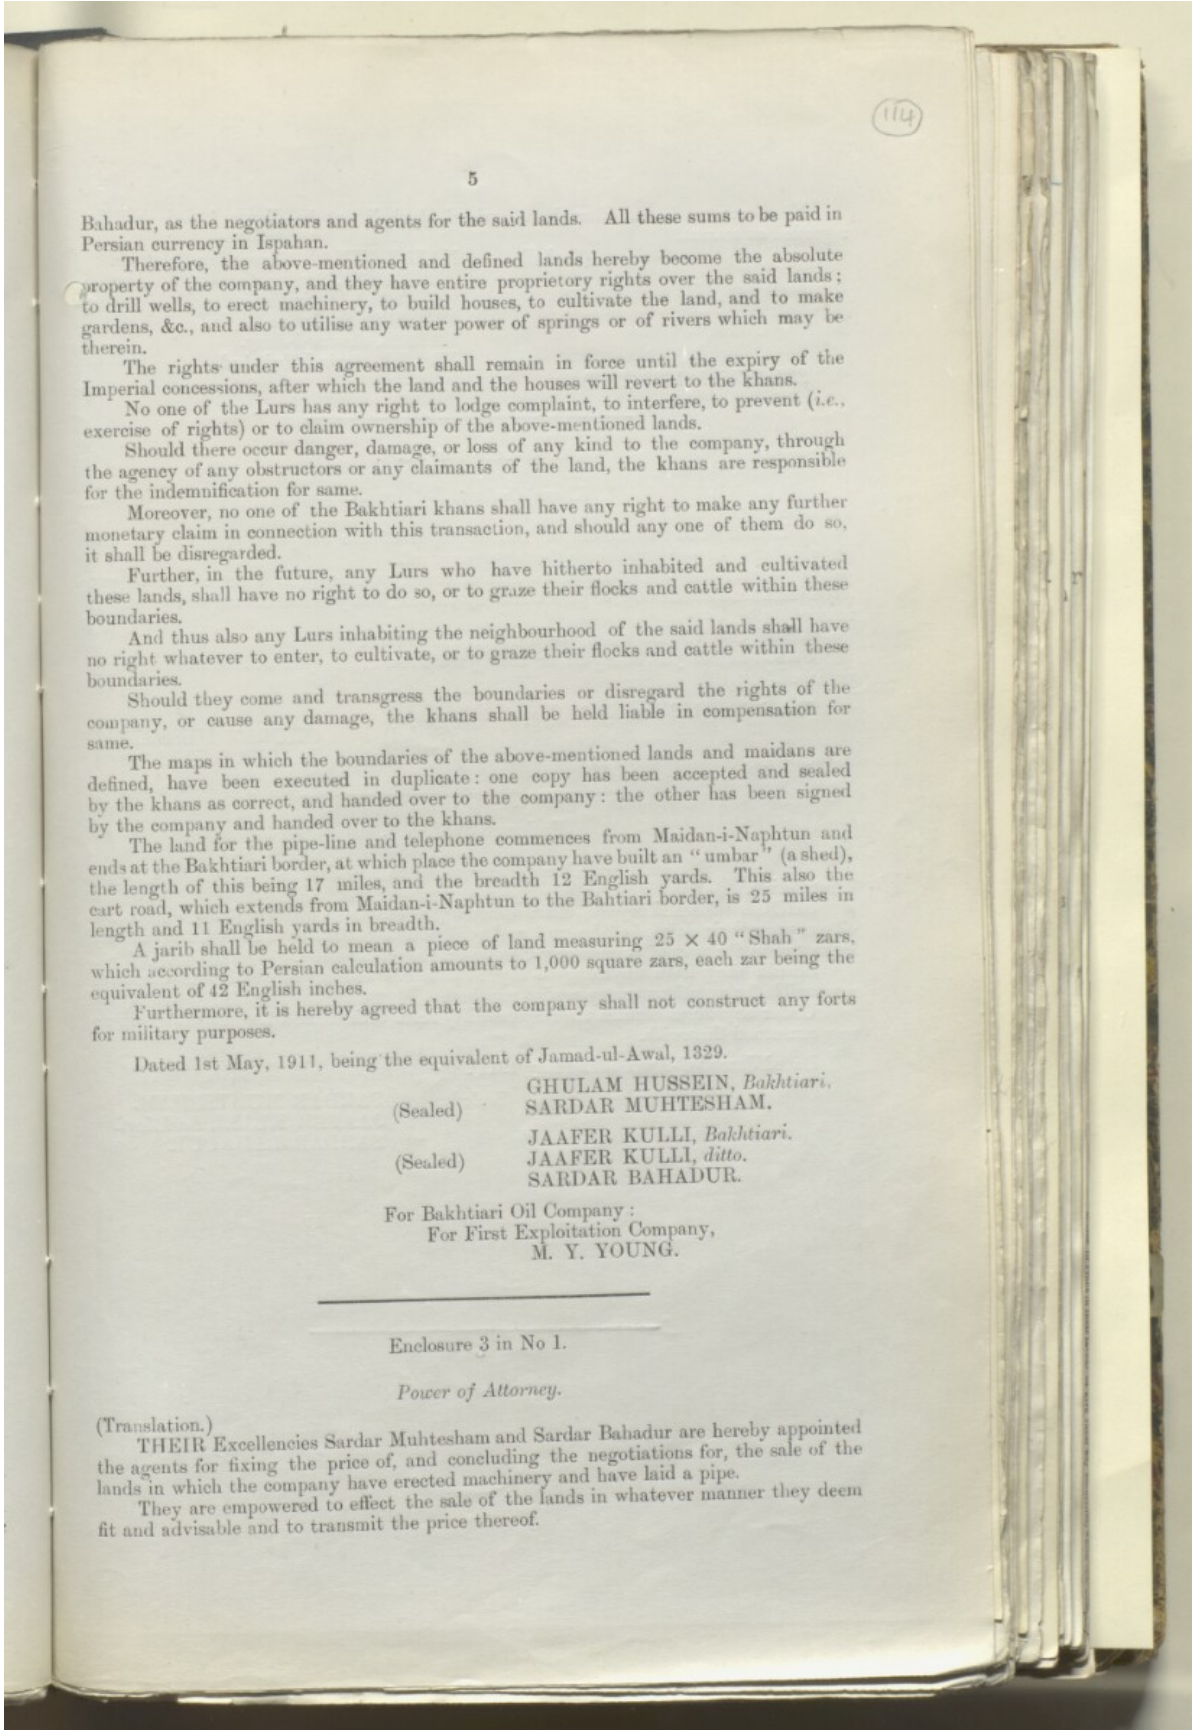 114
5
Bahadur, as the negotiators and agents for the said lands. All these sums to be paid in
Persian currency in Ispahan.
Therefore, the above-mentioned and defined lands hereby become the absolute
property of the company, and they have entire proprietory rights over the said lands;
to drill wells, to erect machinery, to build houses, to cultivate the land, and to make
gardens, &c., and also to utilise any water power of springs or of rivers which may be
therein.
The rights under this agreement shall remain in force until the expiry of the
Imperial concessions, after which the land and the houses will revert to the khans.
No one of the Lurs has any right to lodge complaint, to interfere, to prevent (i.e.,
exercise of rights) or to claim ownership of the above-mentioned lands.
Should there occur danger, damage, or loss of any kind to the company, through
the agency of any obstructors or any claimants of the land, the khans are responsible
for the indemnification for same.
Moreover, no one of the Bakhtiari khans shall have any right to make any further
monetary claim in connection with this transaction, and should any one of them do so,
it shall be disregarded.
Further, in the future, any Lurs who have hitherto inhabited and cultivated
these lands, shall have no right to do so, or to graze their flocks and cattle within these
boundaries.
And thus also any Lurs inhabiting the neighbourhood of the said lands shall have
no right whatever to enter, to cultivate, or to graze their flocks and cattle within these
boundaries.
Should they come and transgress the boundaries or disregard the rights of the
company, or cause any damage, the khans shall be held liable in compensation for
same.
The maps in which the boundaries of the above-mentioned lands and maidans are
defined, have been executed in duplicate: one copy has been accepted and sealed
by the khans as correct, and handed over to the company: the other has been signed
by the company and handed over to the khans.
The land for the pipe-line and telephone commences from Maidan-i-Naphtun and
ends at the Bakhtiari border, at which place the company have built an "umbar" (a shed),
the length of this being 17 miles, and the breadth 12 English yards. This also the
cart road, which extends from Maidan-i-Naphtun to the Bahtiari border, is 25 miles in
length and 11 English yards in breadth.
A jarib shall be held to mean a piece of land measuring 25 × 40 "Shah" zars,
which according to Persian calculation amounts to 1,000 square zars, each zar being the
equivalent of 42 English inches.
Furthermore, it is hereby agreed that the company shall not construct any forts
for military purposes.
Dated 1st May, 1911, being the equivalent of Jamad-ul-Awal, 1329.
GHULAM HUSSEIN, Bakhtiari.
(Sealed) SARDAR MUHTESHAM.
JAAFER KULLI, Bakhtiari.
(Sealed) JAAFER KULLI, ditto.
SARDAR BAHADUR.
For Bakhtiari Oil Company:
For First Exploitation Company,
M. Y. YOUNG.
Enclosure 3 in No 1.
Power of Attorney.
(Translation.)
THEIR Excellencies Sardar Muhtesham and Sardar Bahadur are hereby appointed
the agents for fixing the price of, and concluding the negotiations for, the sale of the
lands in which the company have erected machinery and have laid a pipe.
They are empowered to effect the sale of the lands in whatever manner they deem
fit and advisable and to transmit the price thereof.